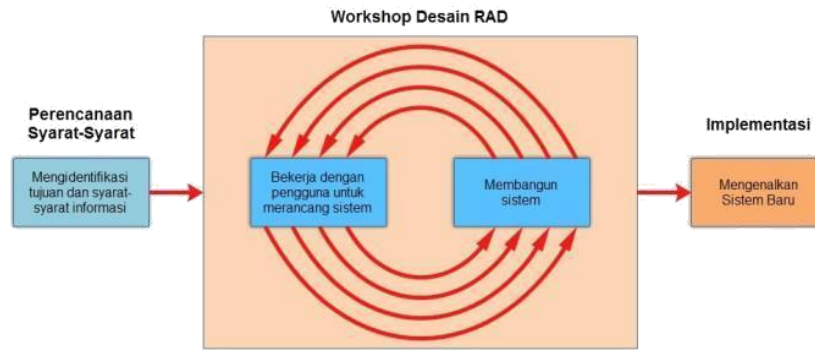 Workshop Desain RAD
Perencanaan
Syarat-Syarat
Mengidentifikasi
tujuan dan syarat-
syarat informasi
Bekerja dengan
pengguna untuk
merancang sistem
Membangun
sistem
Implementasi
Mengenalkan
Sistem Baru